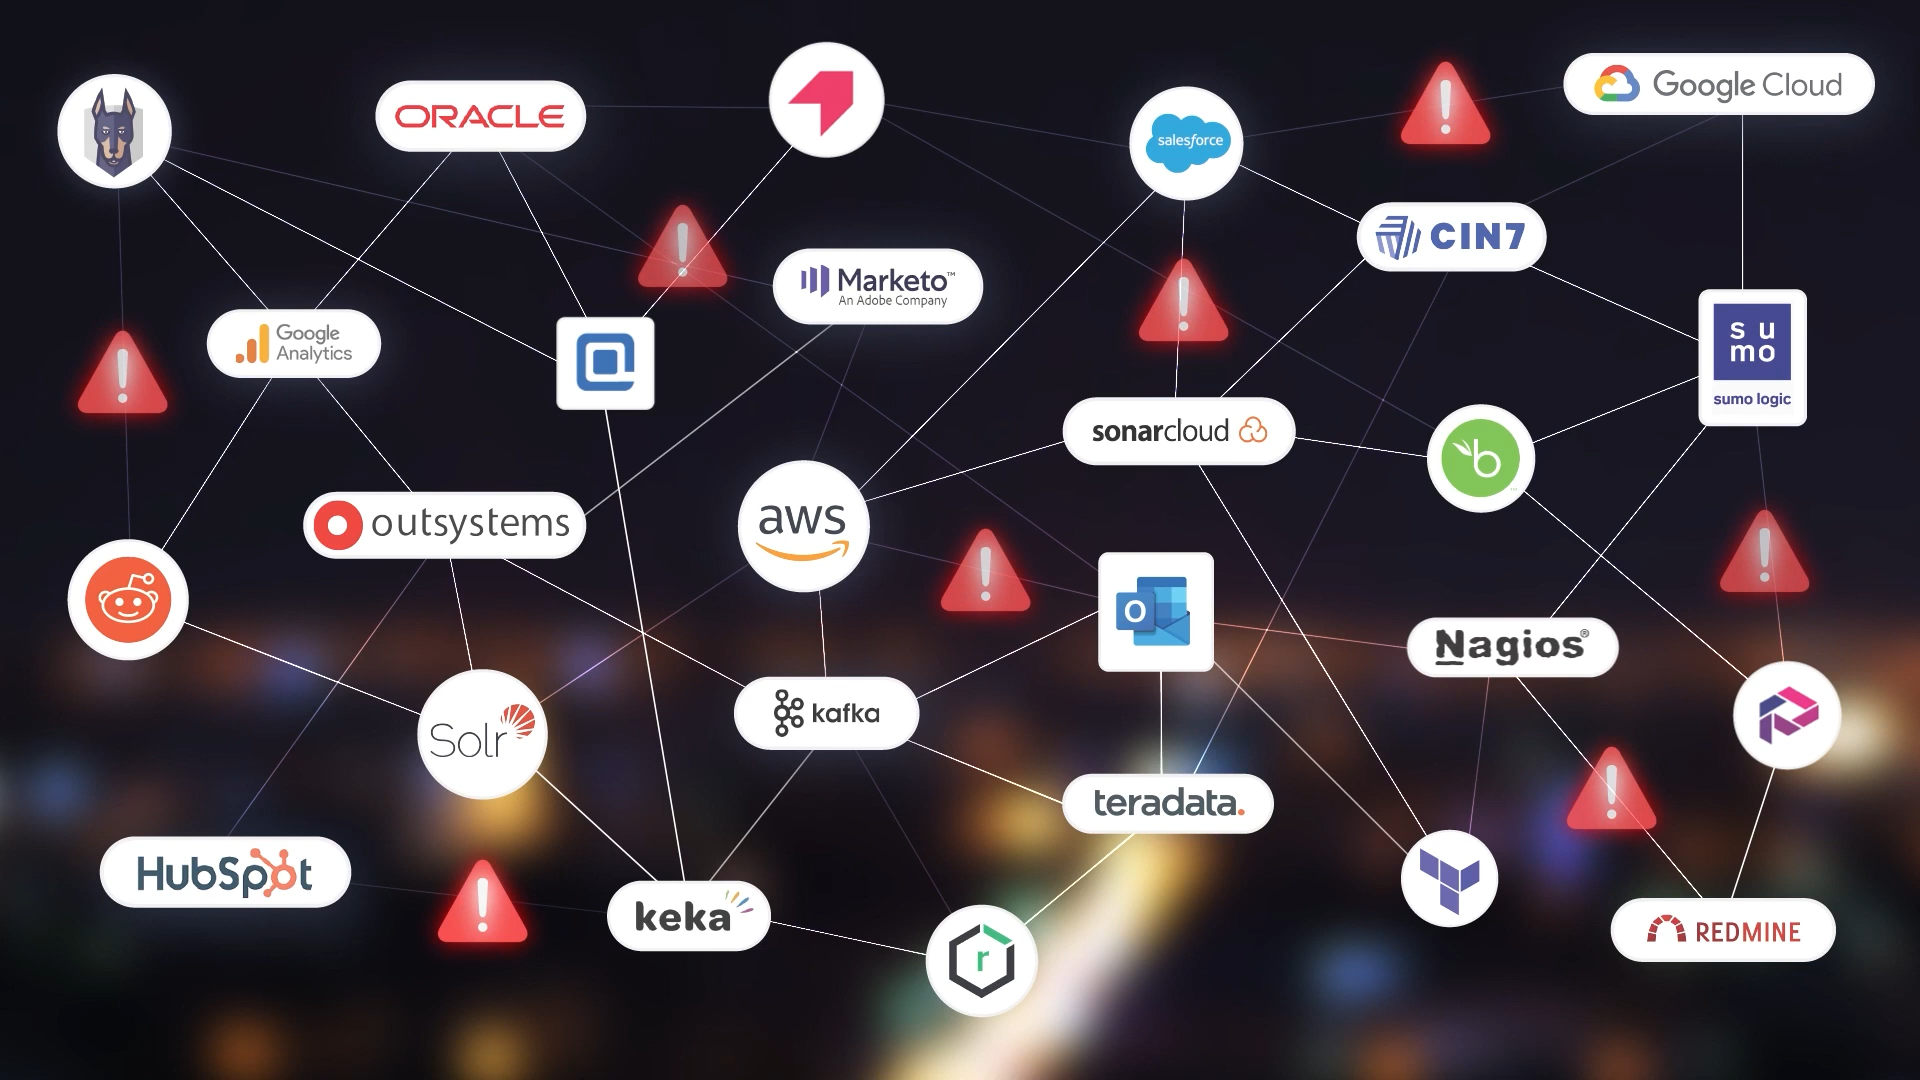 ORACLE
salesforce
Google Cloud
CIN7
Marketo™
An Adobe Company
Google
Analytics
su
mo
sumo logic
sonarcloud
b
outsystems
aws
O
Nagios®
Solr
kafka
teradata.
HubSpot
keka
r
REDMINE